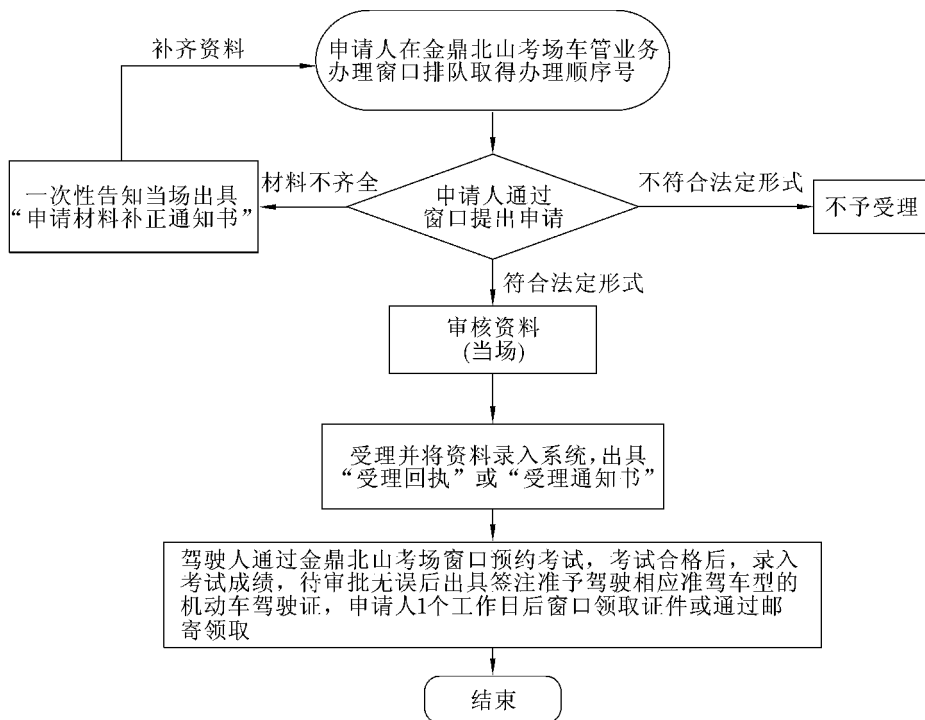 补齐资料
申请人在金鼎北山考场车管业务
办理窗口排队取得办理顺序号
一次性告知当场出具
“申请材料补正通知书”
材料不齐全
申请人通过
窗口提出申请
不符合法定形式
不予受理
符合法定形式
审核资料
(当场)
受理并将资料录入系统,出具
“受理回执”或“受理通知书”
驾驶人通过金鼎北山考场窗口预约考试，考试合格后，录入
考试成绩，待审批无误后出具签注准予驾驶相应准驾车型的
机动车驾驶证，申请人1个工作日后窗口领取证件或通过邮
寄领取
结束